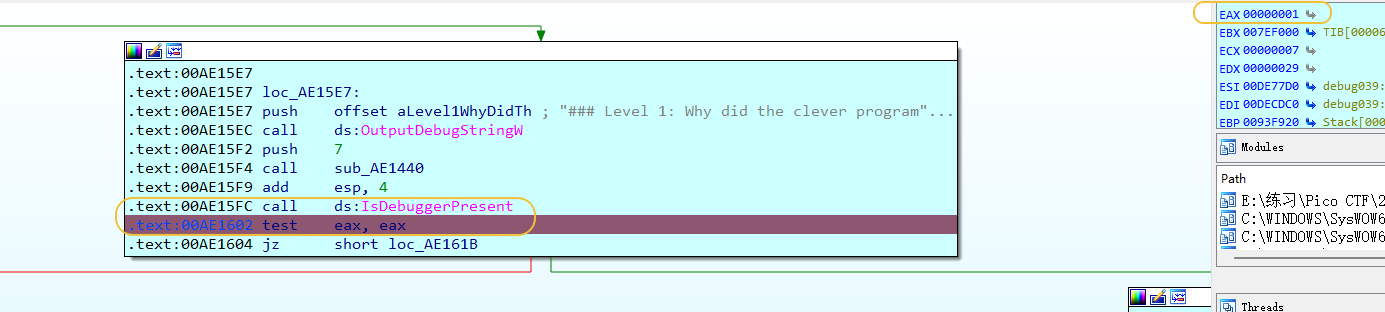 .text:00AE15E7
.text:00AE15E7 loc_AE15E7:
.text:00AE15E7 push    offset aLevel1WhyDidTh ; "### Level 1: Why did the clever program"...
.text:00AE15EC call    ds:OutputDebugStringW
.text:00AE15F2 push    7
.text:00AE15F4 call    sub_AE1440
.text:00AE15F9 add     esp, 4
.text:00AE15FC call    ds:IsDebuggerPresent
.text:00AE1602 test    eax, eax
.text:00AE1604 jz      short loc_AE161B
EAX 00000001
EBX 007EF000 TIB[00006
ECX 00000007
EDX 00000029
ESI 00DE77D0 debug039:
EDI 00DECDC0 debug039:
EBP 0093F920 Stack[000
Modules
Path
E:\练习\Pico CTF\2
C:\WINDOWS\SysWOW6
C:\WINDOWS\SysWOW6
Threads